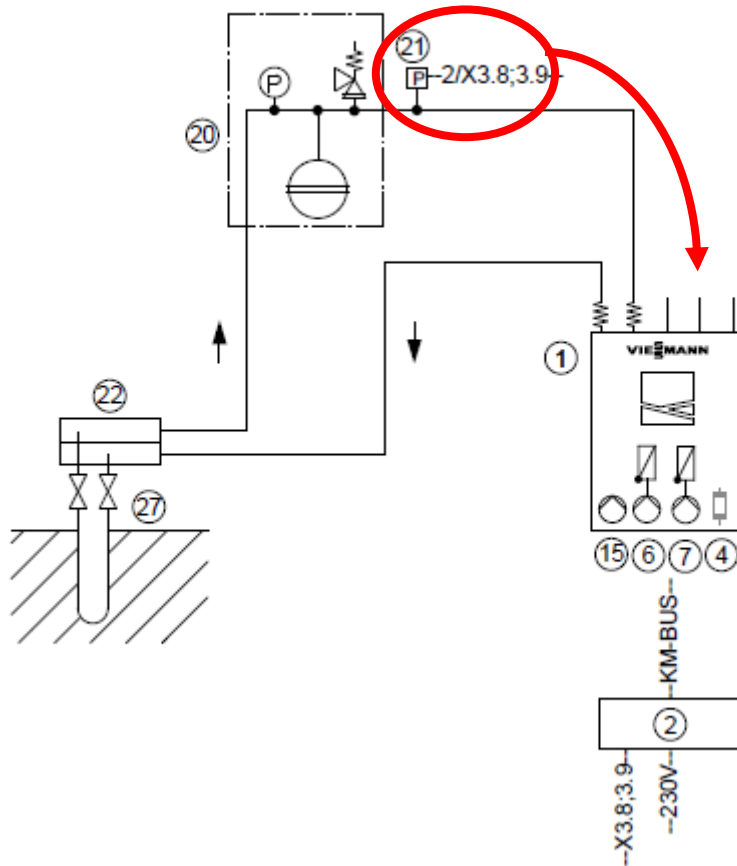 21
P
P
--2/X3.8;3.9--
20
1
VIESMANN
22
27
15
6
7
4
--KM-BUS--
2
--X3.8;3.9--
--230V--